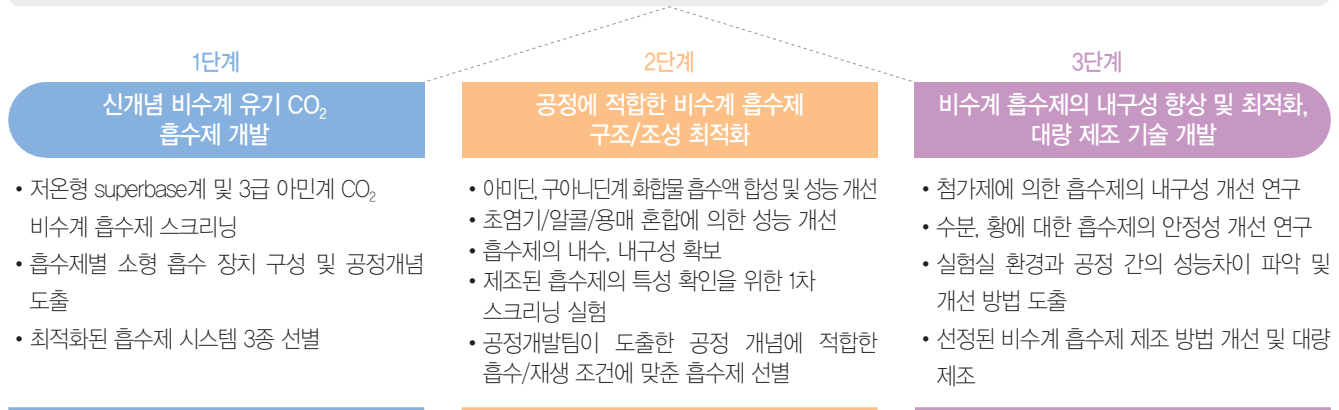 1단계
신개념 비수계 유기 CO₂
흡수제 개발
• 저온형 superbase계 및 3급 아민계 CO₂
비수계 흡수제 스크리닝
• 흡수제별 소형 흡수 장치 구성 및 공정개념
도출
• 최적화된 흡수제 시스템 3종 선별
2단계
공정에 적합한 비수계 흡수제
구조/조성 최적화
• 아미딘, 구아니딘계 화합물 흡수액 합성 및 성능 개선
• 초염기/알콜/용매 혼합에 의한 성능 개선
• 흡수제의 내수, 내구성 확보
• 제조된 흡수제의 특성 확인을 위한 1차
스크리닝 실험
• 공정개발팀이 도출한 공정 개념에 적합한
흡수/재생 조건에 맞춘 흡수제 선별
3단계
비수계 흡수제의 내구성 향상 및 최적화,
대량 제조 기술 개발
• 첨가제에 의한 흡수제의 내구성 개선 연구
• 수분, 황에 대한 흡수제의 안정성 개선 연구
• 실험실 환경과 공정 간의 성능차이 파악 및
개선 방법 도출
• 선정된 비수계 흡수제 제조 방법 개선 및 대량
제조